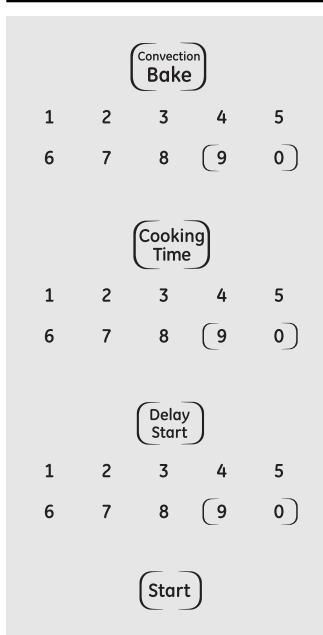 Convection
Bake
1 2 3 4 5
6 7 8 9 0
Cooking
Time
1 2 3 4 5
6 7 8 9 0
Delay
Start
1 2 3 4 5
6 7 8 9 0
Start